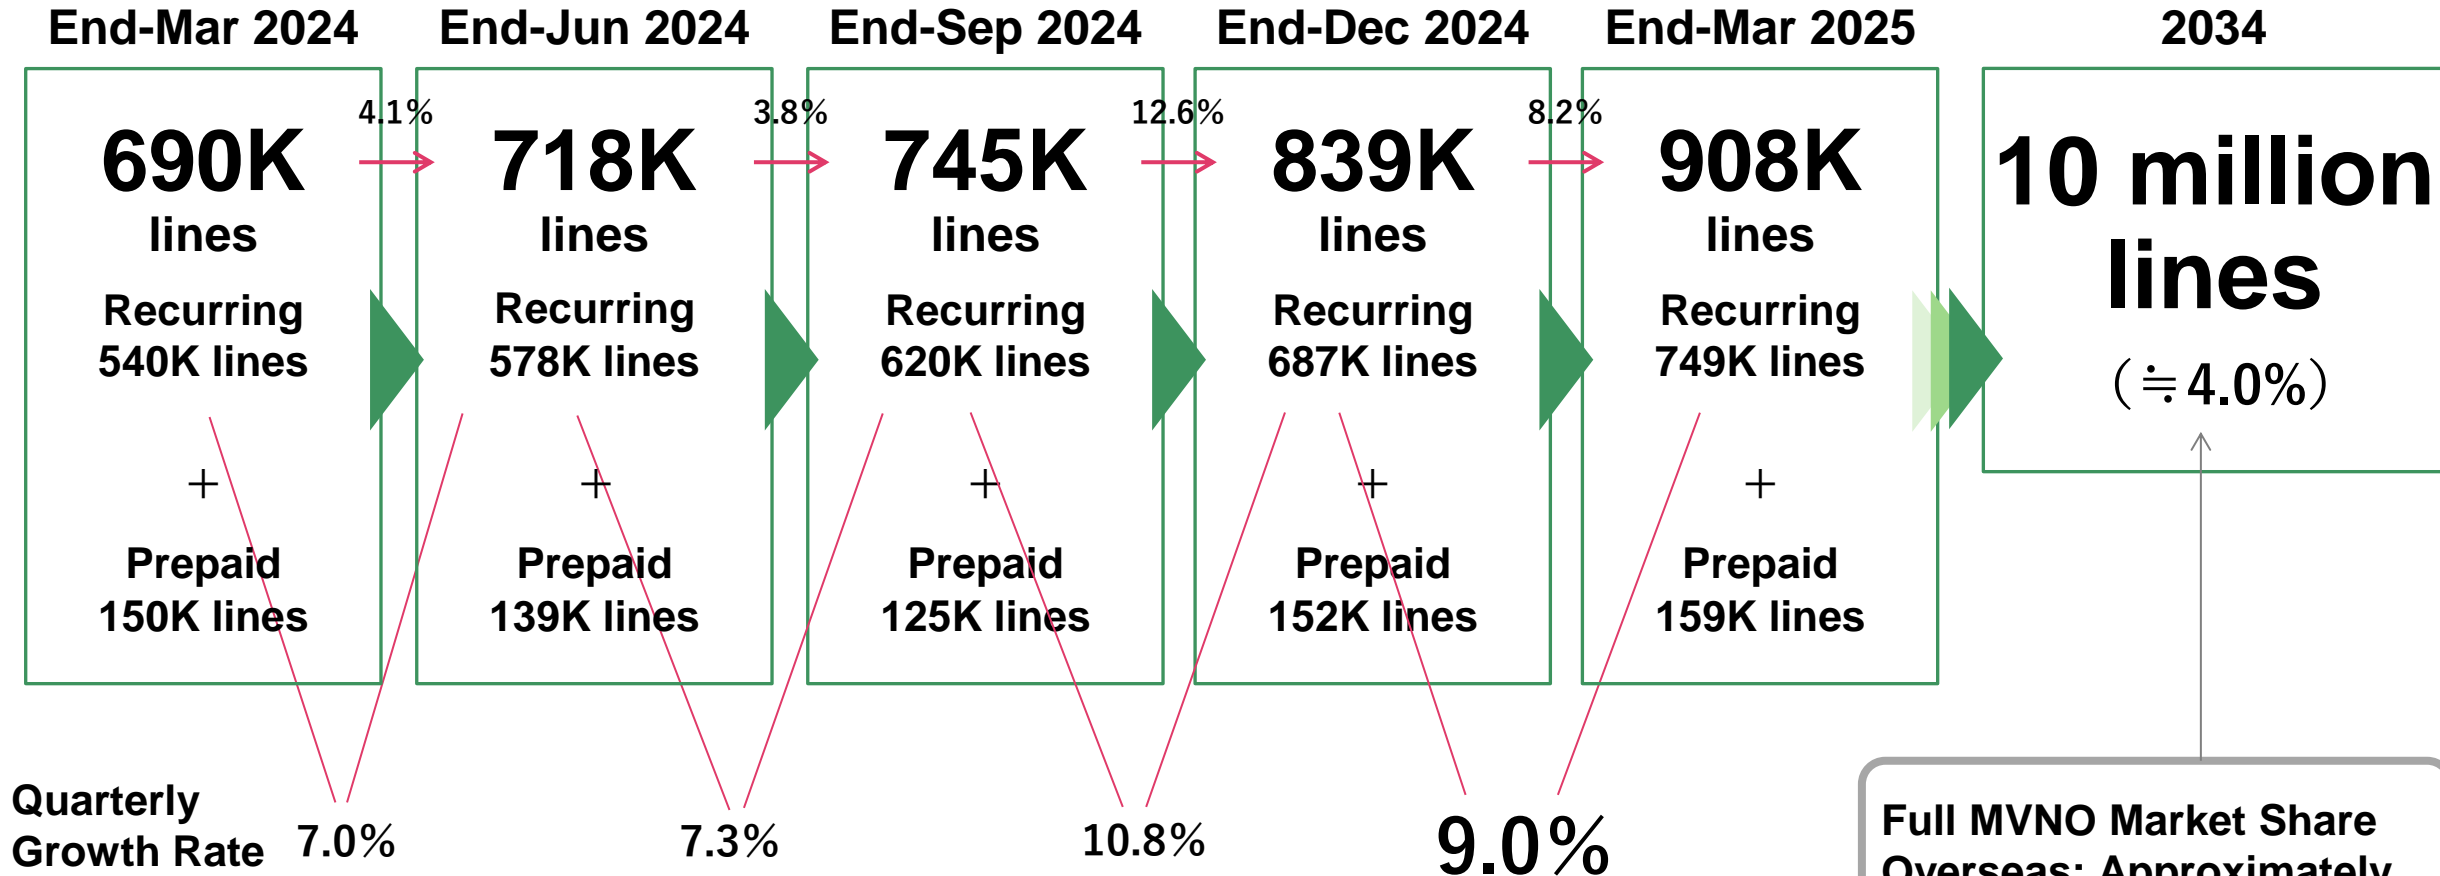 End-Mar 2024
690K
lines
Recurring
540K lines
+
Prepaid
150K lines
4.1%
End-Jun 2024
718K
lines
Recurring
578K lines
+
Prepaid
139K lines
3.8%
End-Sep 2024
745K
lines
Recurring
620K lines
+
Prepaid
125K lines
12.6%
End-Dec 2024
839K
lines
Recurring
687K lines
+
Prepaid
152K lines
8.2%
End-Mar 2025
908K
lines
Recurring
749K lines
+
Prepaid
159K lines
2034
10 million
lines
（≒4.0%）
Quarterly
Growth Rate
7.0%
7.3%
10.8%
9.0%
Full MVNO Market Share
Overseas: Approximately